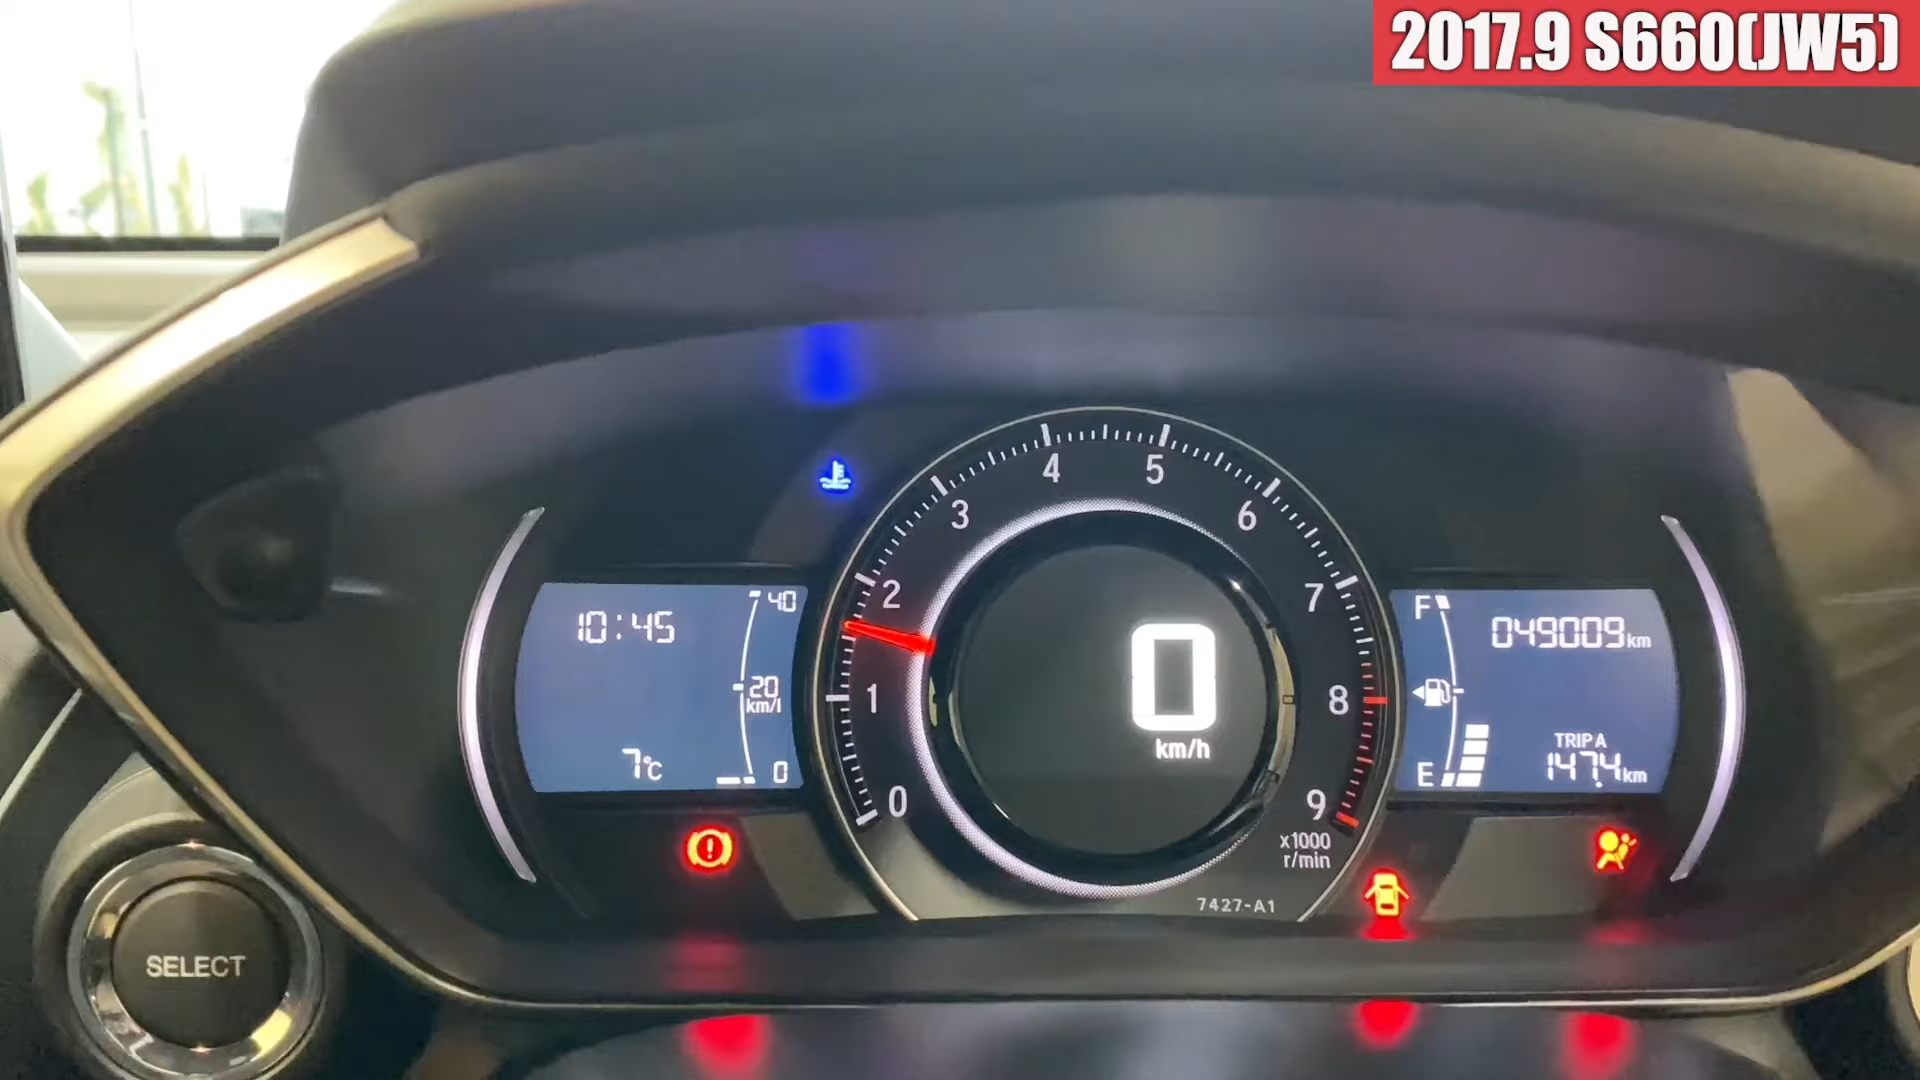 2017.9 S660(JW5)
10:45
40
20
km/l
0
7°C
0
1
2
3
4
5
6
7
8
9
x1000
r/min
0
km/h
7427-A1
F
E
049009km
TRIP A
147.4km
SELECT